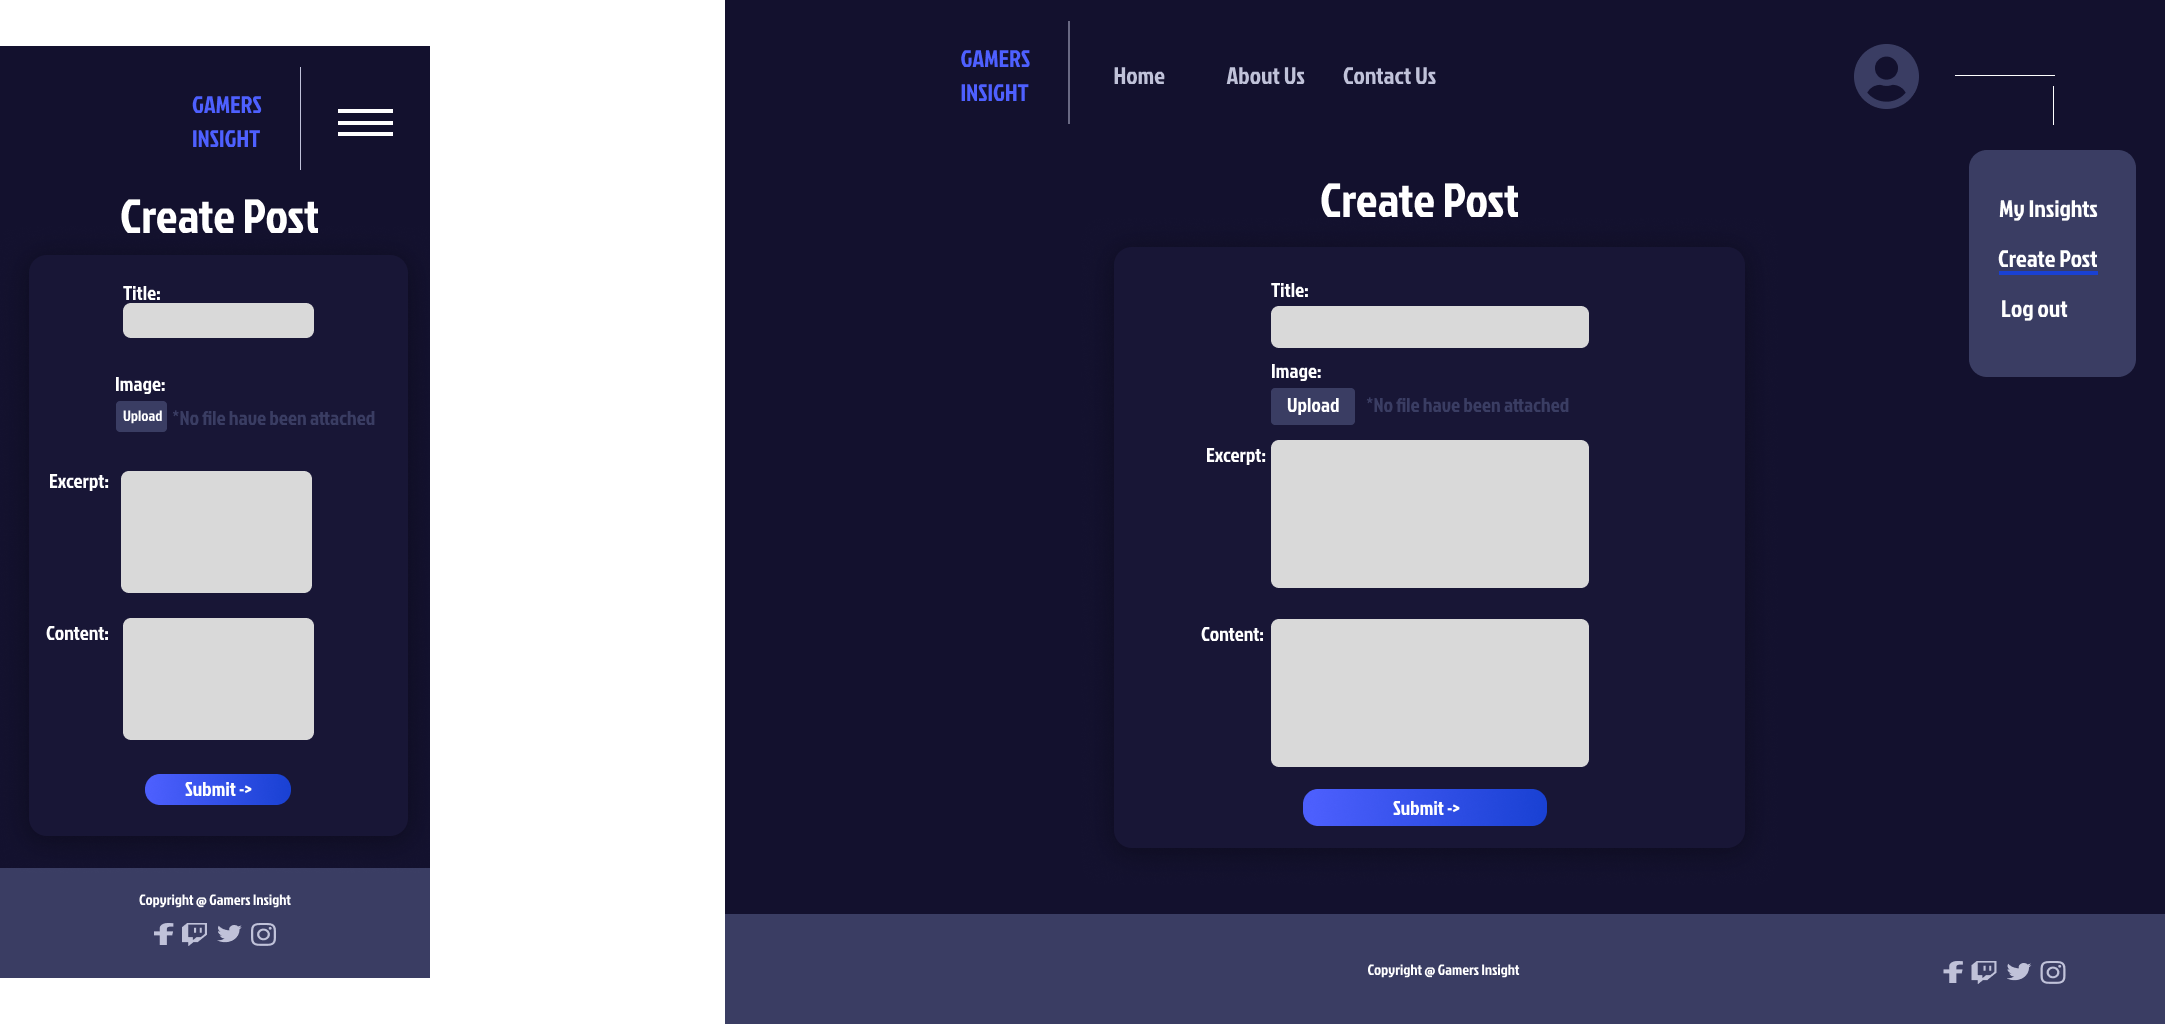 GAMERS
INSIGHT
Create Post
Title:
Image:
Upload *No file have been attached
Excerpt:
Content:
Submit ->
Copyright @ Gamers Insight
GAMERS
INSIGHT
Home About Us Contact Us
Create Post
Title:
Image:
Upload *No file have been attached
Excerpt:
Content:
Submit ->
My Insights
Create Post
Log out
Copyright @ Gamers Insight